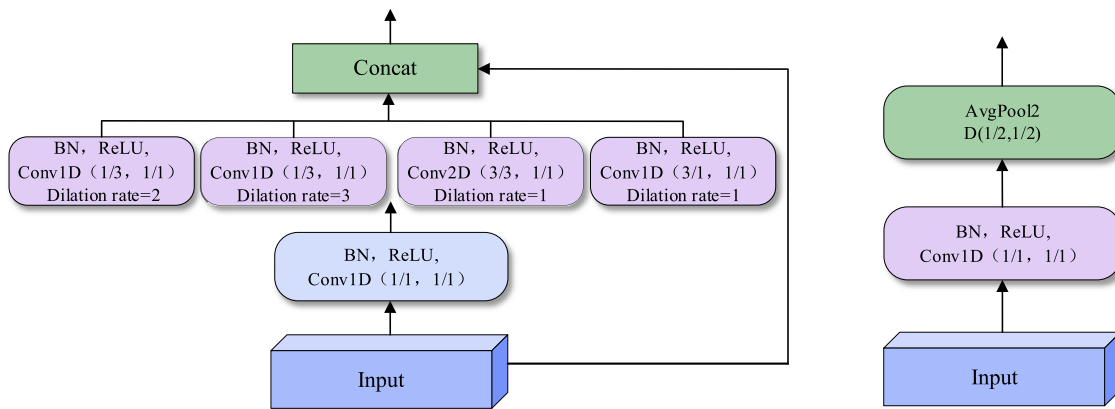 Concat
BN，ReLU,
Conv1D（1/3，1/1）
Dilation rate=2
BN，ReLU,
Conv1D（1/3，1/1）
Dilation rate=3
BN，ReLU,
Conv2D（3/3，1/1）
Dilation rate=1
BN，ReLU,
Conv1D（3/1，1/1）
Dilation rate=1
BN，ReLU,
Conv1D（1/1，1/1）
Input
AvgPool2
D(1/2,1/2)
BN，ReLU,
Conv1D（1/1，1/1）
Input